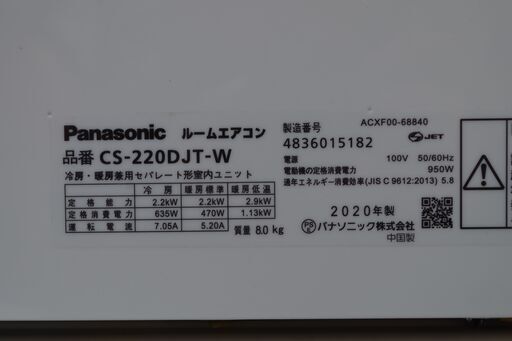 Panasonic ルームエアコン
品番 CS-220DJT-W
冷房・暖房兼用セパレート形室内ユニット
冷房 暖房標準 暖房低温
定格能力 2.2kW 2.2kW 2.9kW
定格消費電力 635W 470W 1.13kW
運転電流 7.05A 5.20A
質量 8.0kg
ACXF00-68840
製造番号
4836015182
JET
電源 100V 50/60Hz
電動機の定格消費電力 950W
通年エネルギー消費効率(JIS C 9612:2013) 5.8
2020年製
PSE パナソニック株式会社
中国製